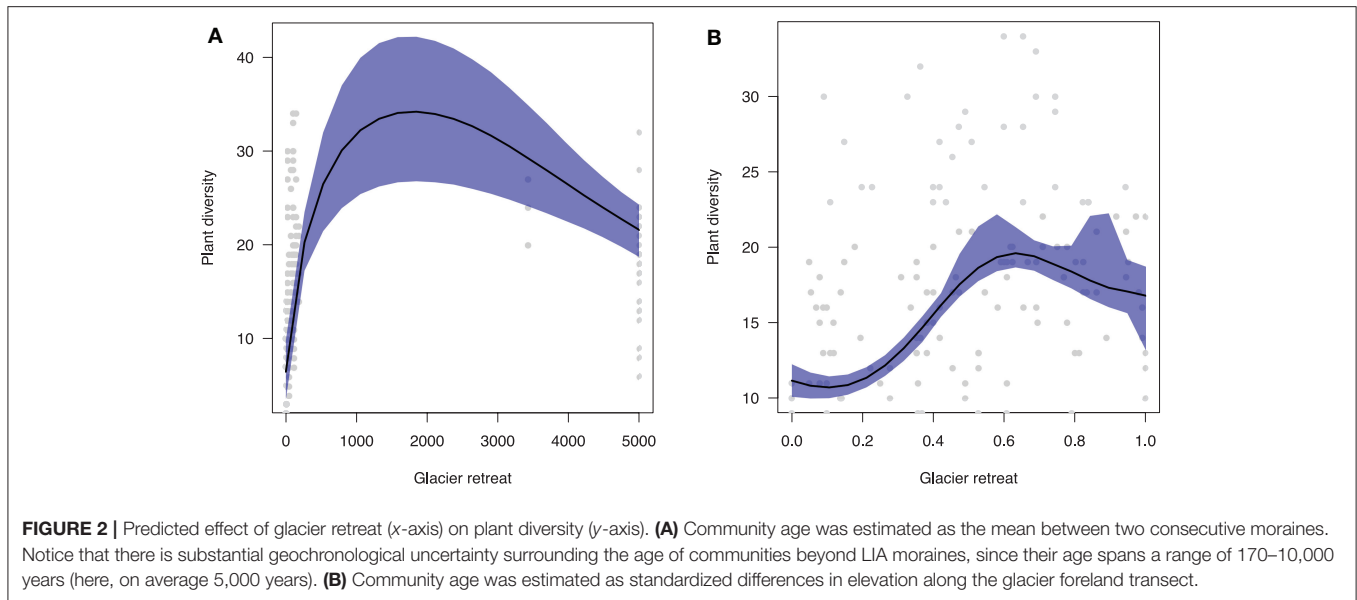 A
40
30
20
10
Plant diversity
0 1000 2000 3000 4000 5000
Glacier retreat
B
30
25
20
15
10
Plant diversity
0.0 0.2 0.4 0.6 0.8 1.0
Glacier retreat
FIGURE 2 | Predicted effect of glacier retreat (x-axis) on plant diversity (y-axis). (A) Community age was estimated as the mean between two consecutive moraines.
Notice that there is substantial geochronological uncertainty surrounding the age of communities beyond LIA moraines, since their age spans a range of 170–10,000
years (here, on average 5,000 years). (B) Community age was estimated as standardized differences in elevation along the glacier foreland transect.